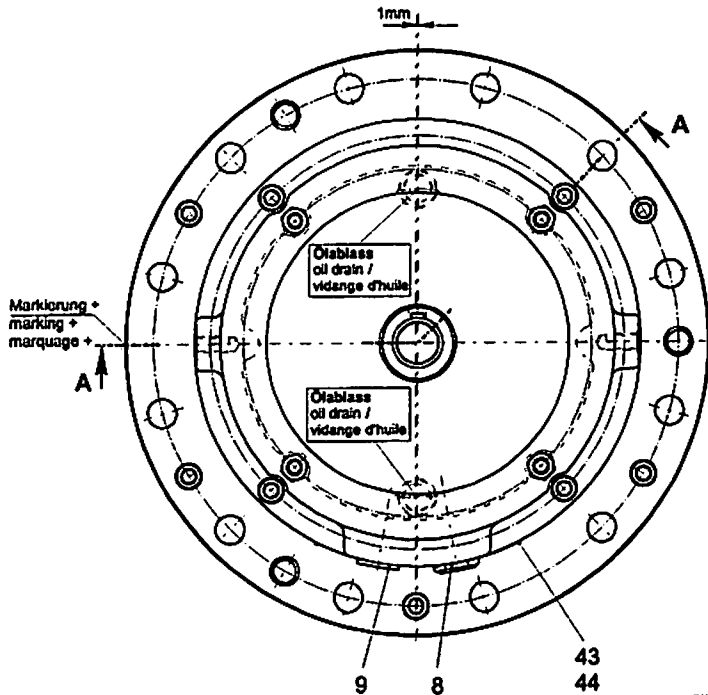 1mm
A
Ölablass
oil drain /
vidange d'huile
Markierung +
marking +
marquage +
A
Ölablass
oil drain /
vidange d'huile
9
8
43
44